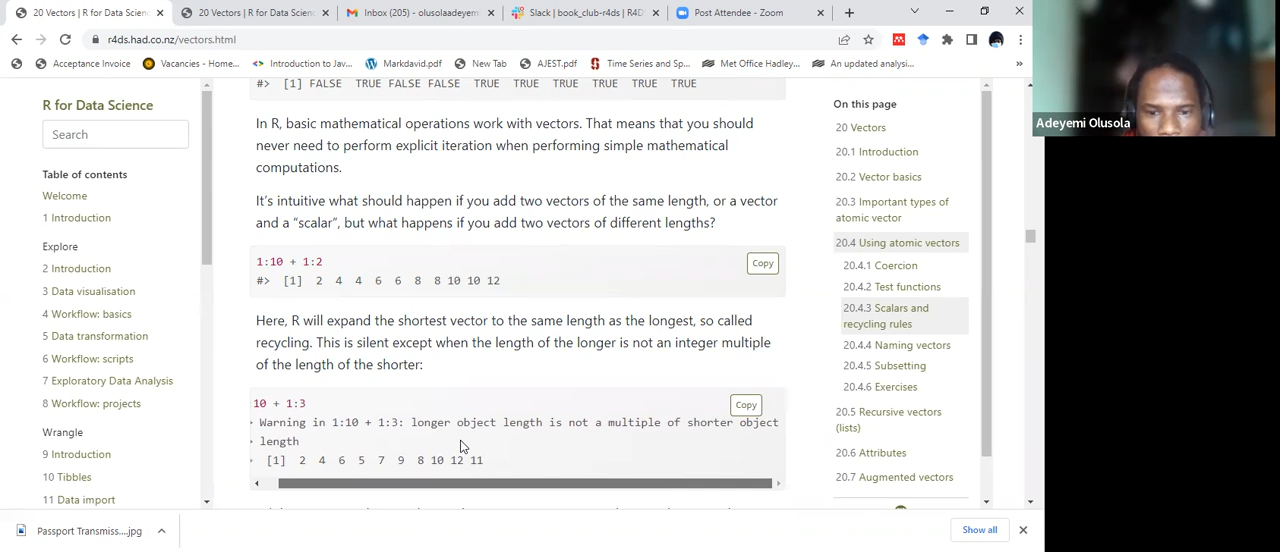 20 Vectors | R for Data Science
20 Vectors | R for Data Scien
Inbox (205) - olusolaadeyem
Slack | book_club-r4ds | R4D
Post Attendee - Zoom
r4ds.had.co.nz/vectors.html
Acceptance Invoice
Vacancies - Home...
Introduction to Jav...
Markdavid.pdf
New Tab
AJEST.pdf
Time Series and Sp...
Met Office Hadley...
An updated analysi...
R for Data Science
Search
Table of contents
Welcome
1 Introduction
Explore
2 Introduction
3 Data visualisation
4 Workflow: basics
5 Data transformation
6 Workflow: scripts
7 Exploratory Data Analysis
8 Workflow: projects
Wrangle
9 Introduction
10 Tibbles
11 Data import
#> [1] FALSE TRUE FALSE FALSE TRUE TRUE TRUE TRUE
In R, basic mathematical operations work with vectors. That means that you should
never need to perform explicit iteration when performing simple mathematical
computations.
It's intuitive what should happen if you add two vectors of the same length, or a vector
and a "scalar", but what happens if you add two vectors of different lengths?
1:10 + 1:2
Copy
#> [1] 2 4 4 6 6 8 8 10 10 12
Here, R will expand the shortest vector to the same length as the longest, so called
recycling. This is silent except when the length of the longer is not an integer multiple
of the length of the shorter:
10 + 1:3
Copy
Warning in 1:10 + 1:3: longer object length is not a multiple of shorter object
length
[1] 2 4 6 5 7 9 8 10 12 11
On this page
20 Vectors
20.1 Introduction
20.2 Vector basics
20.3 Important types of
atomic vector
20.4 Using atomic vectors
20.4.1 Coercion
20.4.2 Test functions
20.4.3 Scalars and
recycling rules
20.4.4 Naming vectors
20.4.5 Subsetting
20.4.6 Exercises
20.5 Recursive vectors
(lists)
20.6 Attributes
20.7 Augmented vectors
Adeyemi Olusola
Passport Transmiss....jpg
Show all